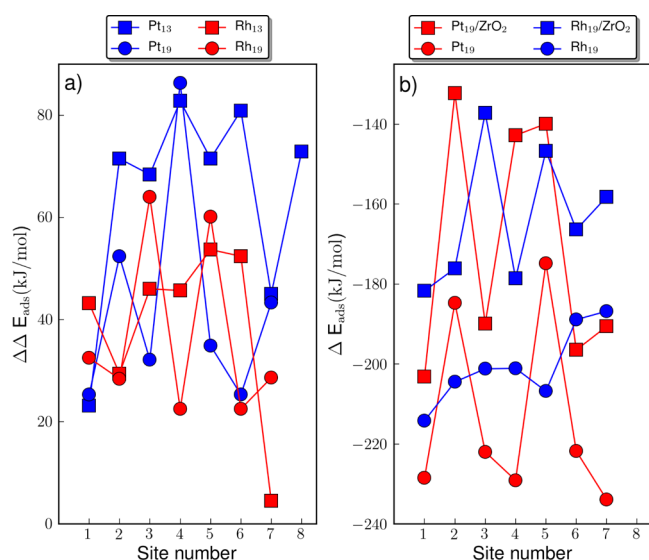 Pt₁₃ Rh₁₃
Pt₁₉ Rh₁₉
a)
80
60
40
20
0
ΔΔ E_ads (kJ/mol)
1 2 3 4 5 6 7 8
Site number
Pt₁₉/ZrO₂ Rh₁₉/ZrO₂
Pt₁₉ Rh₁₉
b)
−140
−160
−180
−200
−220
−240
Δ E_ads (kJ/mol)
1 2 3 4 5 6 7 8
Site number